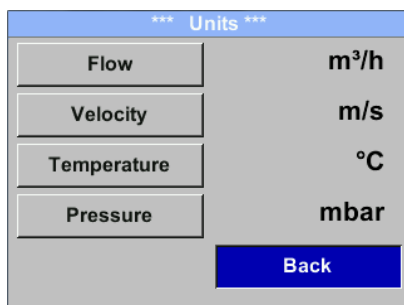 *** Units ***
Flow m³/h
Velocity m/s
Temperature °C
Pressure mbar
Back